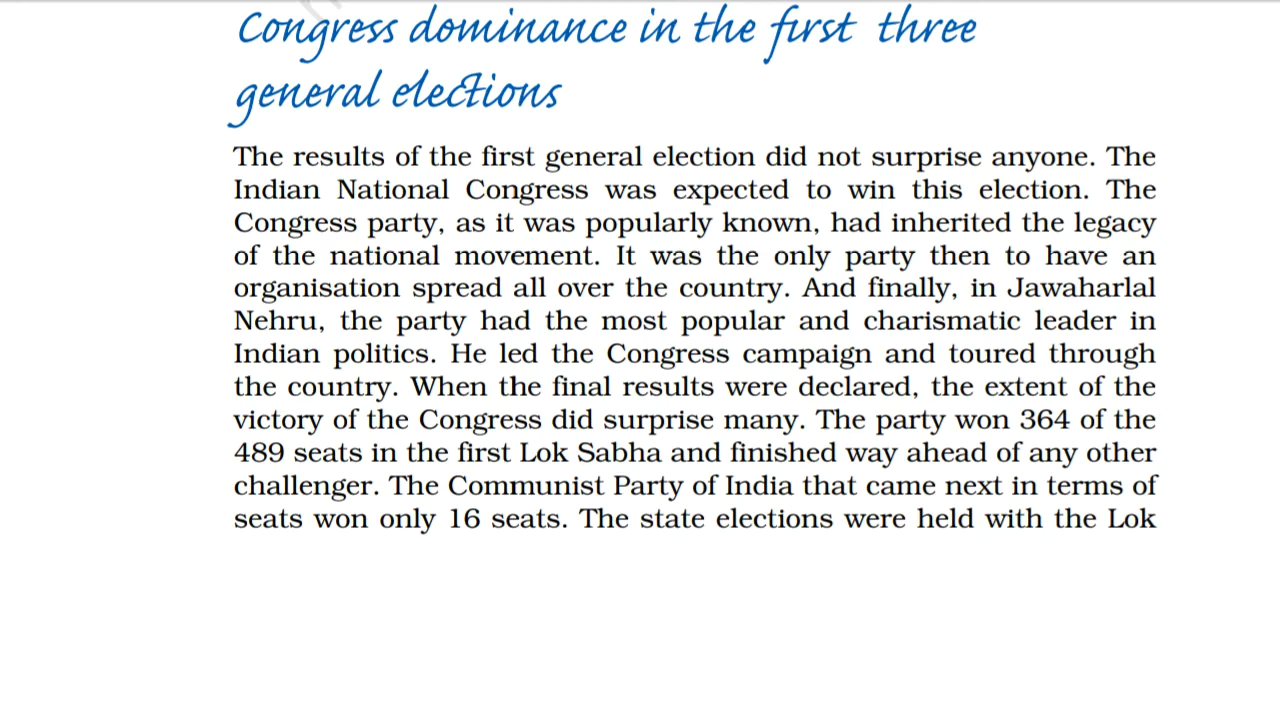 Congress dominance in the first three
general elections
The results of the first general election did not surprise anyone. The
Indian National Congress was expected to win this election. The
Congress party, as it was popularly known, had inherited the legacy
of the national movement. It was the only party then to have an
organisation spread all over the country. And finally, in Jawaharlal
Nehru, the party had the most popular and charismatic leader in
Indian politics. He led the Congress campaign and toured through
the country. When the final results were declared, the extent of the
victory of the Congress did surprise many. The party won 364 of the
489 seats in the first Lok Sabha and finished way ahead of any other
challenger. The Communist Party of India that came next in terms of
seats won only 16 seats. The state elections were held with the Lok